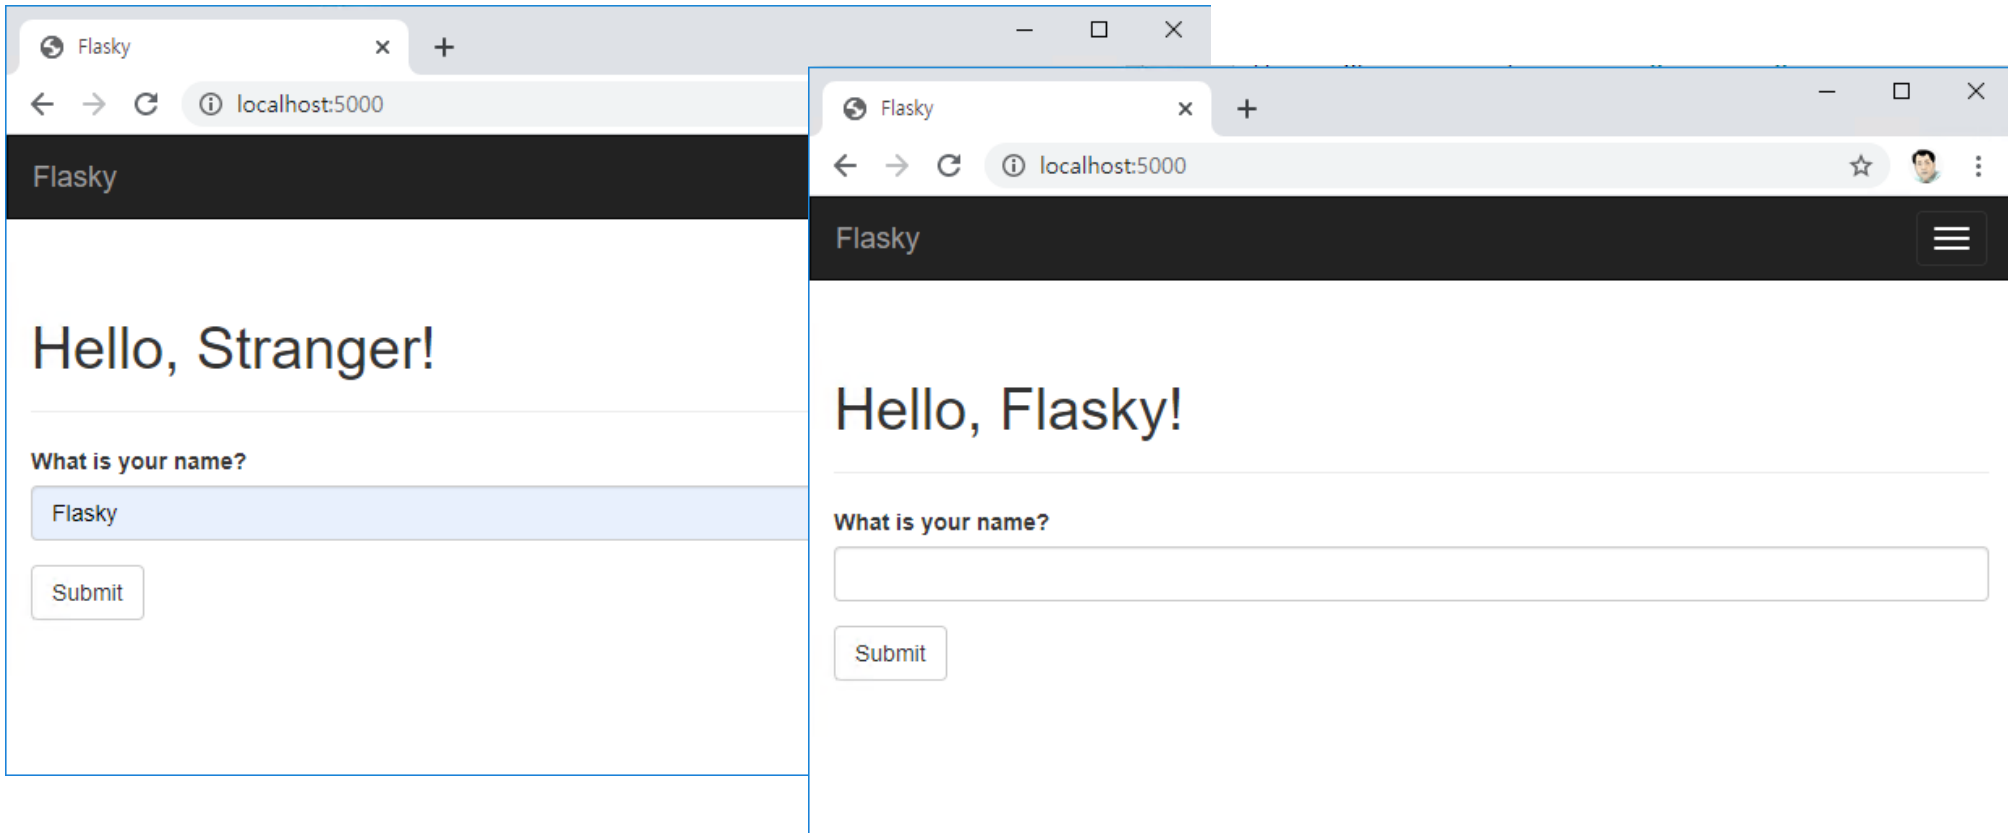 Flasky
localhost:5000
Flasky
Hello, Stranger!
What is your name?
Flasky
Submit
Flasky
localhost:5000
Flasky
Hello, Flasky!
What is your name?
Submit